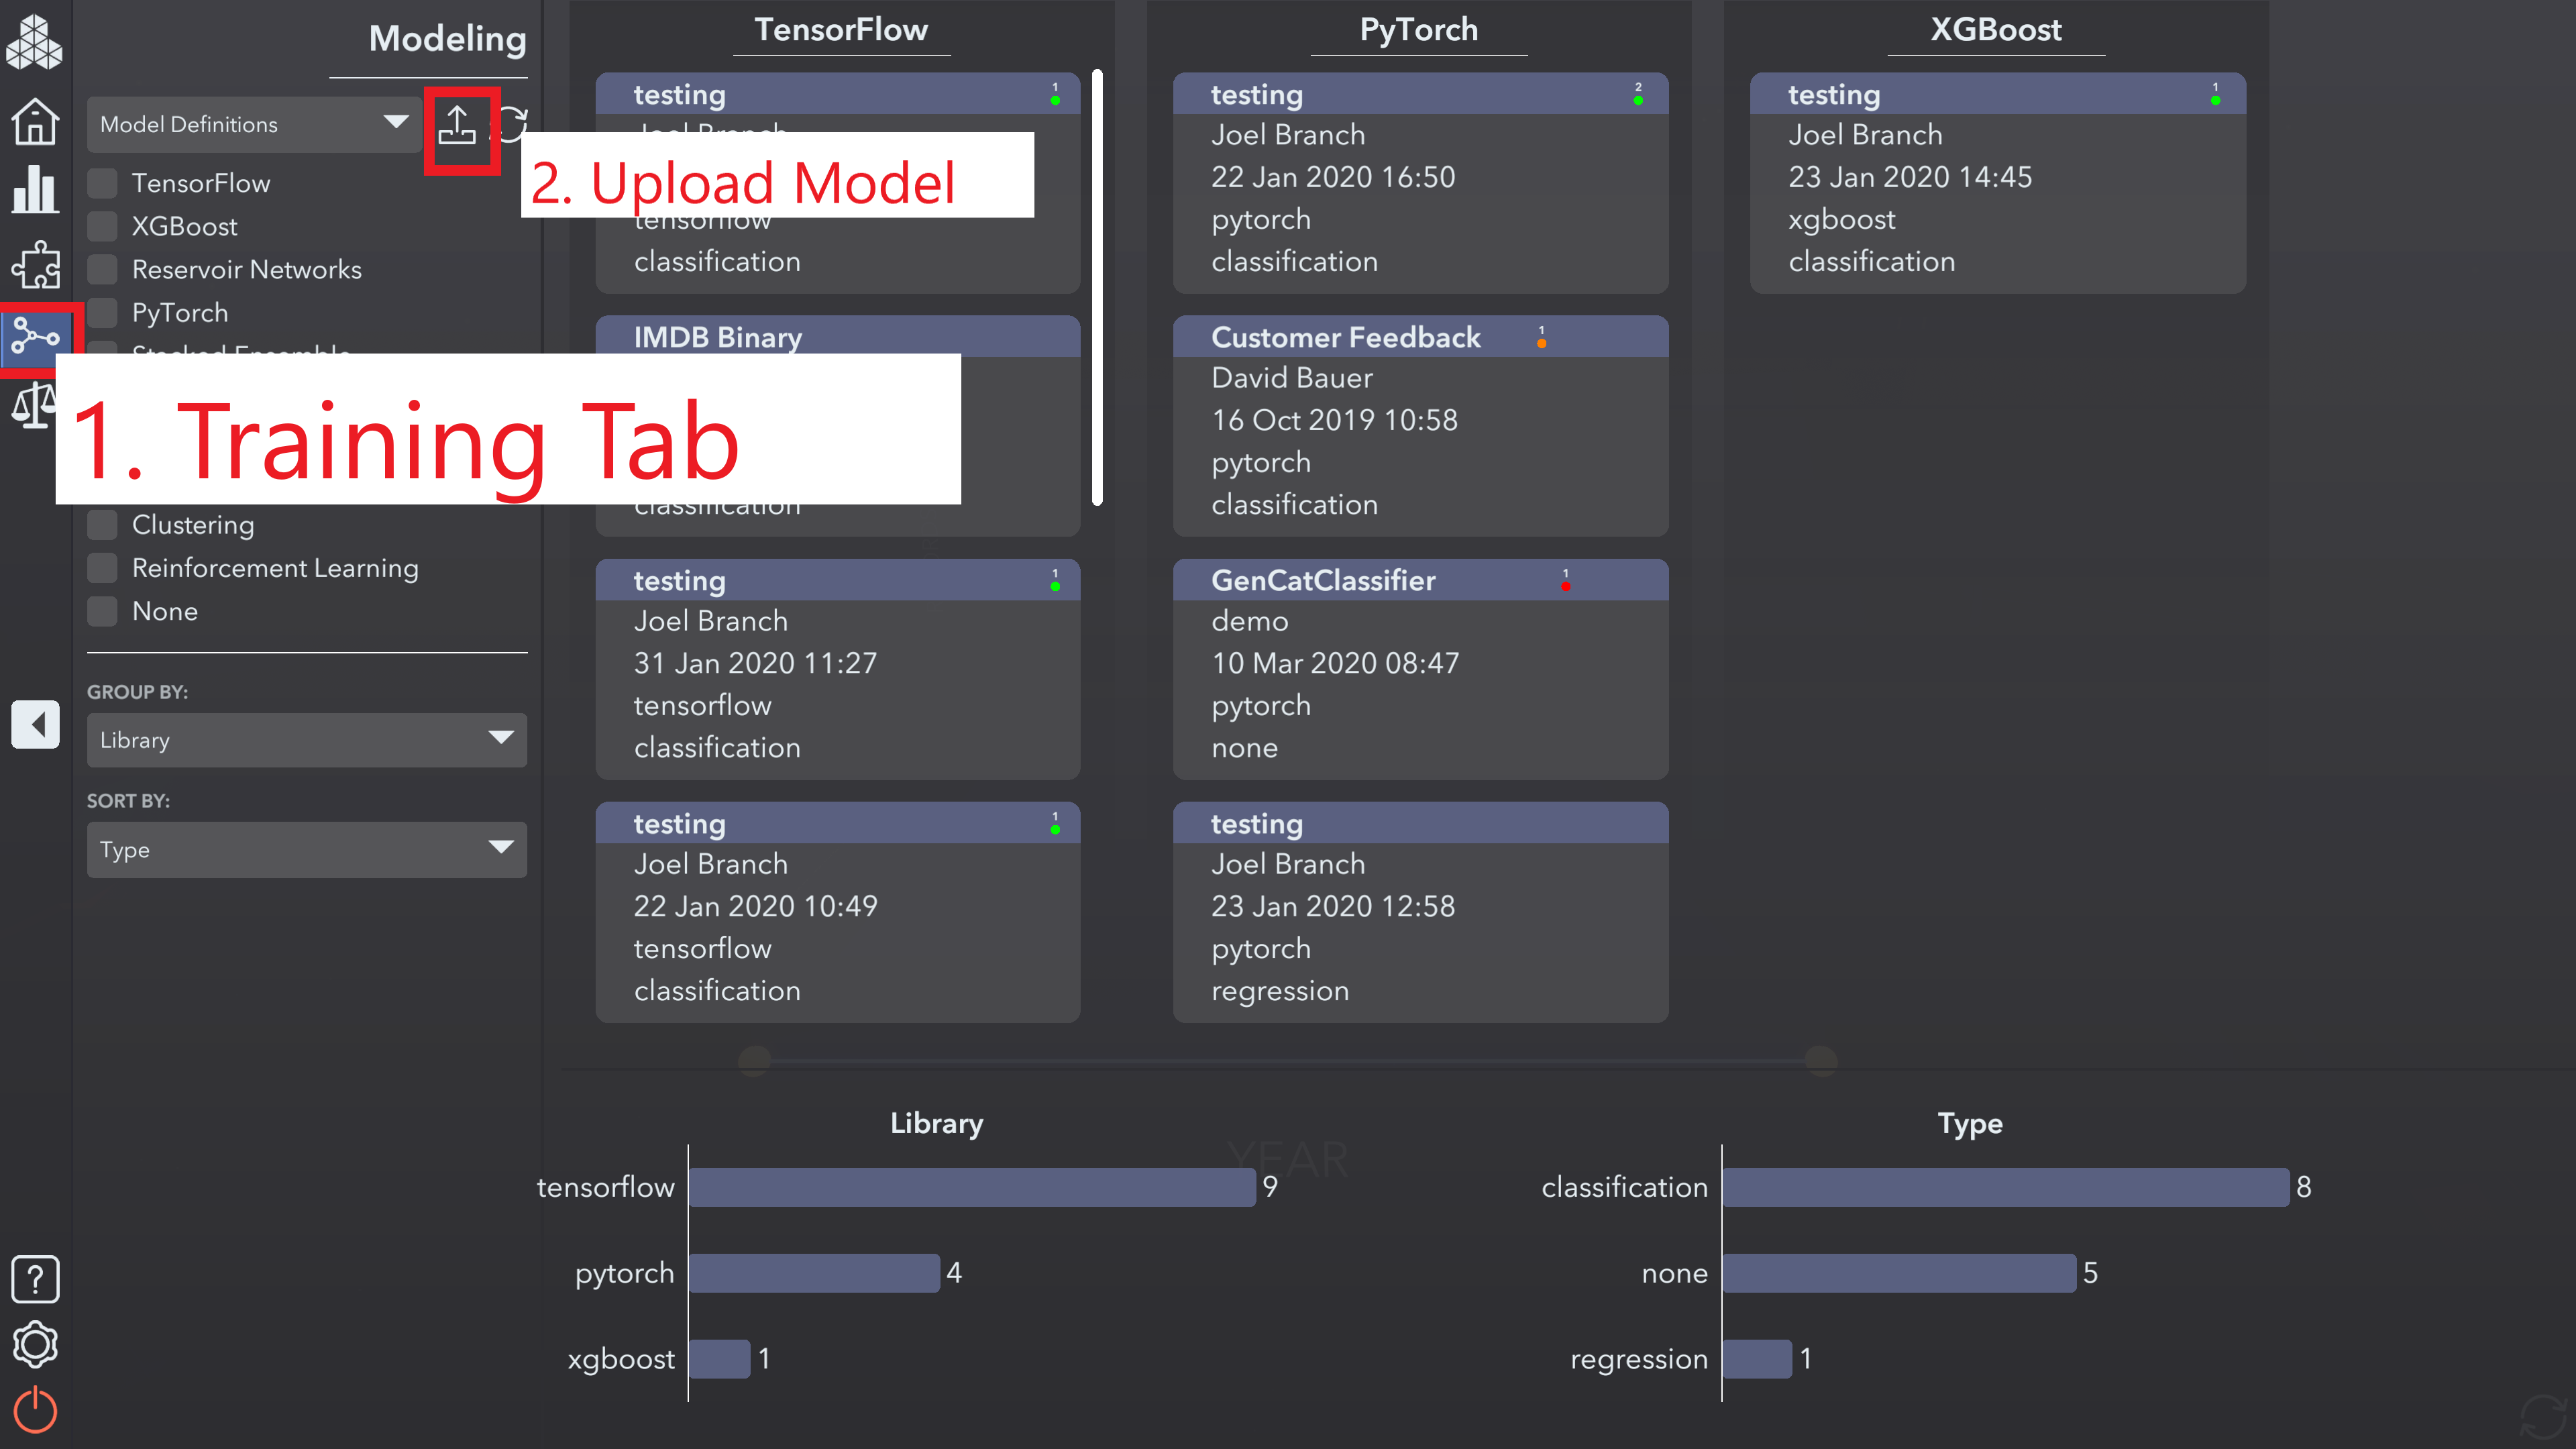 Modeling
Model Definitions
TensorFlow
XGBoost
Reservoir Networks
PyTorch
Stacked Ensemble
Clustering
Reinforcement Learning
None
GROUP BY:
Library
SORT BY:
Type
1. Training Tab
2. Upload Model
TensorFlow
testing
1
Joel Branch
tensorflow
classification
IMDB Binary
classification
testing
1
Joel Branch
31 Jan 2020 11:27
tensorflow
classification
testing
1
Joel Branch
22 Jan 2020 10:49
tensorflow
classification
PyTorch
testing
2
Joel Branch
22 Jan 2020 16:50
pytorch
classification
Customer Feedback
1
David Bauer
16 Oct 2019 10:58
pytorch
classification
GenCatClassifier
1
demo
10 Mar 2020 08:47
pytorch
none
testing
Joel Branch
23 Jan 2020 12:58
pytorch
regression
XGBoost
testing
1
Joel Branch
23 Jan 2020 14:45
xgboost
classification
YEAR
Library
tensorflow 9
pytorch 4
xgboost 1
Type
classification 8
none 5
regression 1
?